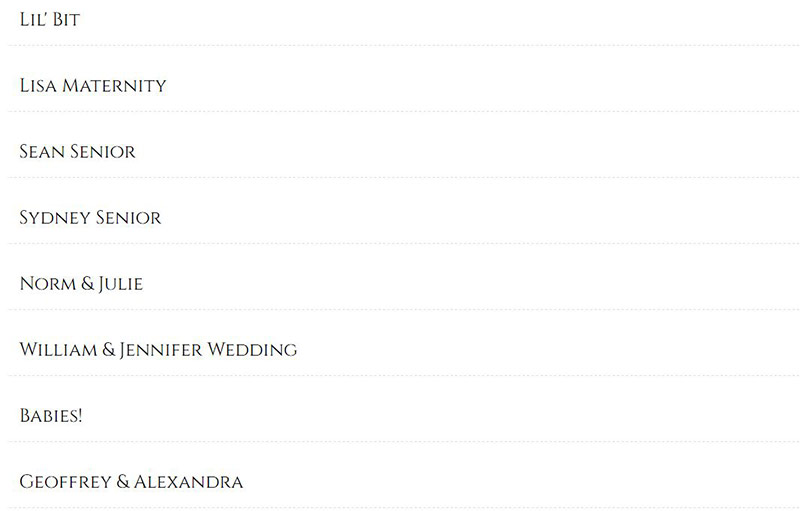 Lil' Bit
Lisa Maternity
Sean Senior
Sydney Senior
Norm & Julie
William & Jennifer Wedding
Babies!
Geoffrey & Alexandra